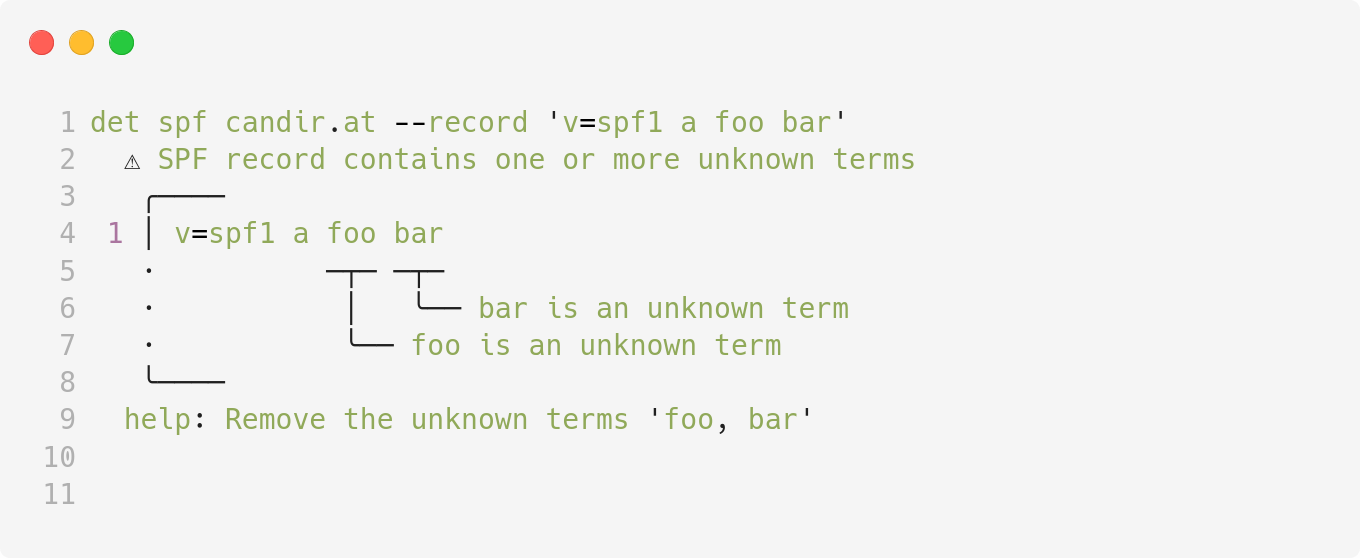 1 det spf candir.at --record 'v=spf1 a foo bar'
2   ⚠ SPF record contains one or more unknown terms
3    ╭────
4  1 │ v=spf1 a foo bar
5    ·          ─┬─ ─┬─
6    ·           │   ╰── bar is an unknown term
7    ·           ╰── foo is an unknown term
8    ╰────
9   help: Remove the unknown terms 'foo, bar'
10
11